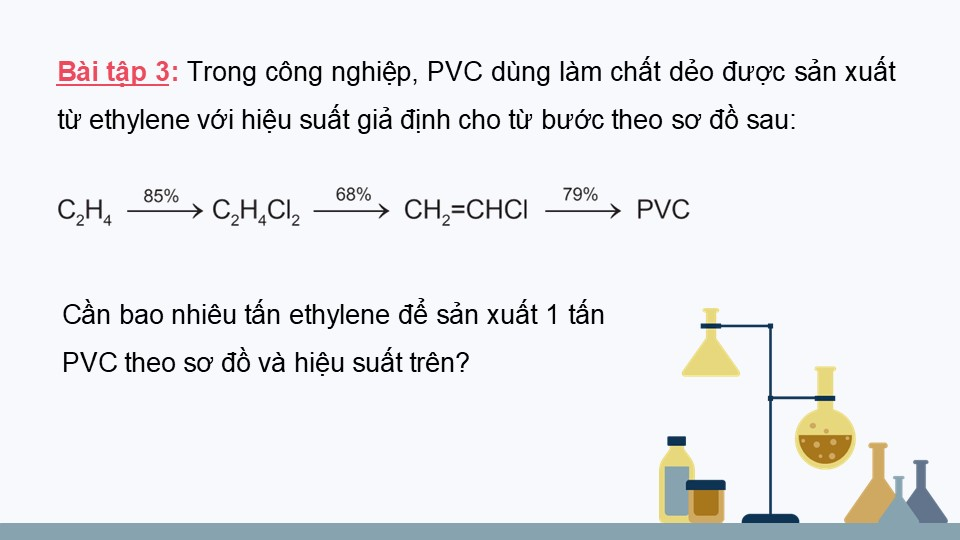 Bài tập 3: Trong công nghiệp, PVC dùng làm chất dẻo được sản xuất
từ ethylene với hiệu suất giả định cho từ bước theo sơ đồ sau:
C₂H₄ —85%→ C₂H₄Cl₂ —68%→ CH₂=CHCl —79%→ PVC
Cần bao nhiêu tấn ethylene để sản xuất 1 tấn
PVC theo sơ đồ và hiệu suất trên?